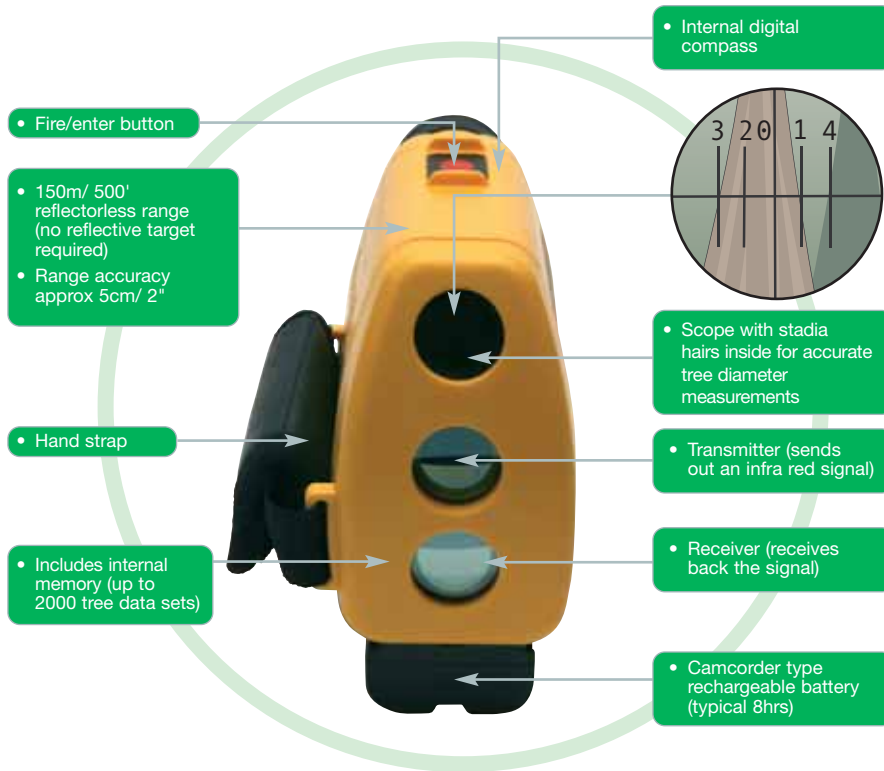 • Internal digital
compass
• Fire/enter button
3 2 0 1 4
• 150m/ 500'
reflectorless range
(no reflective target
required)
• Range accuracy
approx 5cm/ 2"
• Scope with stadia
hairs inside for accurate
tree diameter
measurements
• Hand strap
• Transmitter (sends
out an infra red signal)
• Includes internal
memory (up to
2000 tree data sets)
• Receiver (receives
back the signal)
• Camcorder type
rechargeable battery
(typical 8hrs)